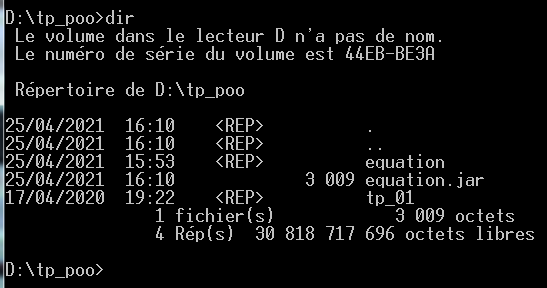 D:\tp_poo>dir
Le volume dans le lecteur D n'a pas de nom.
Le numéro de série du volume est 44EB-BE3A
Répertoire de D:\tp_poo
25/04/2021  16:10    <REP>          .
25/04/2021  16:10    <REP>          ..
25/04/2021  15:53    <REP>          equation
25/04/2021  16:10             3 009 equation.jar
17/04/2020  19:22    <REP>          tp_01
1 fichier(s)            3 009 octets
4 Rép(s)  30 818 717 696 octets libres
D:\tp_poo>